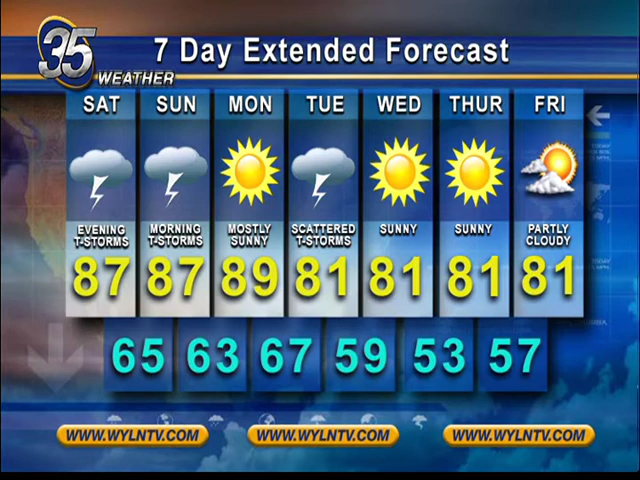 35
WEATHER
7 Day Extended Forecast
SAT SUN MON TUE WED THUR FRI
EVENING
T-STORMS
MORNING
T-STORMS
MOSTLY
SUNNY
SCATTERED
T-STORMS
SUNNY
SUNNY
PARTLY
CLOUDY
87 87 89 81 81 81 81
65 63 67 59 53 57
WWW.WYLNTV.COM WWW.WYLNTV.COM WWW.WYLNTV.COM